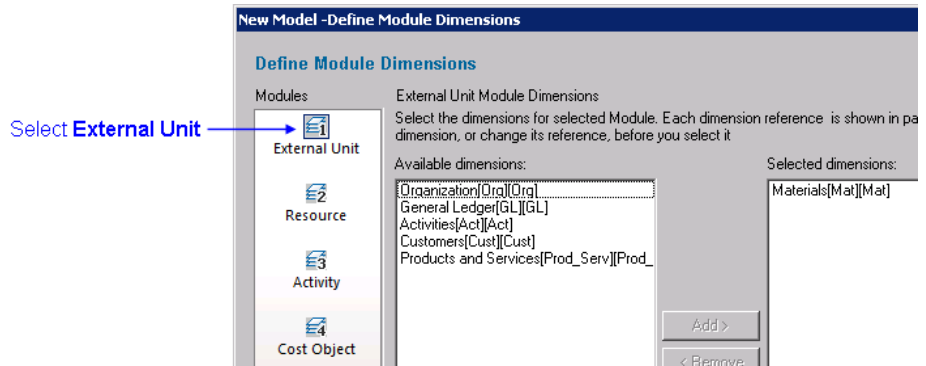 New Model -Define Module Dimensions
Define Module Dimensions
Modules
External Unit Module Dimensions
Select the dimensions for selected Module. Each dimension reference is shown in pa
dimension, or change its reference, before you select it
Select External Unit
External Unit
Resource
Activity
Cost Object
Available dimensions:
Organization[Org][Org]
General Ledger[GL][GL]
Activities[Act][Act]
Customers[Cust][Cust]
Products and Services[Prod_Serv][Prod_
Add >
< Remove
Selected dimensions:
Materials[Mat][Mat]